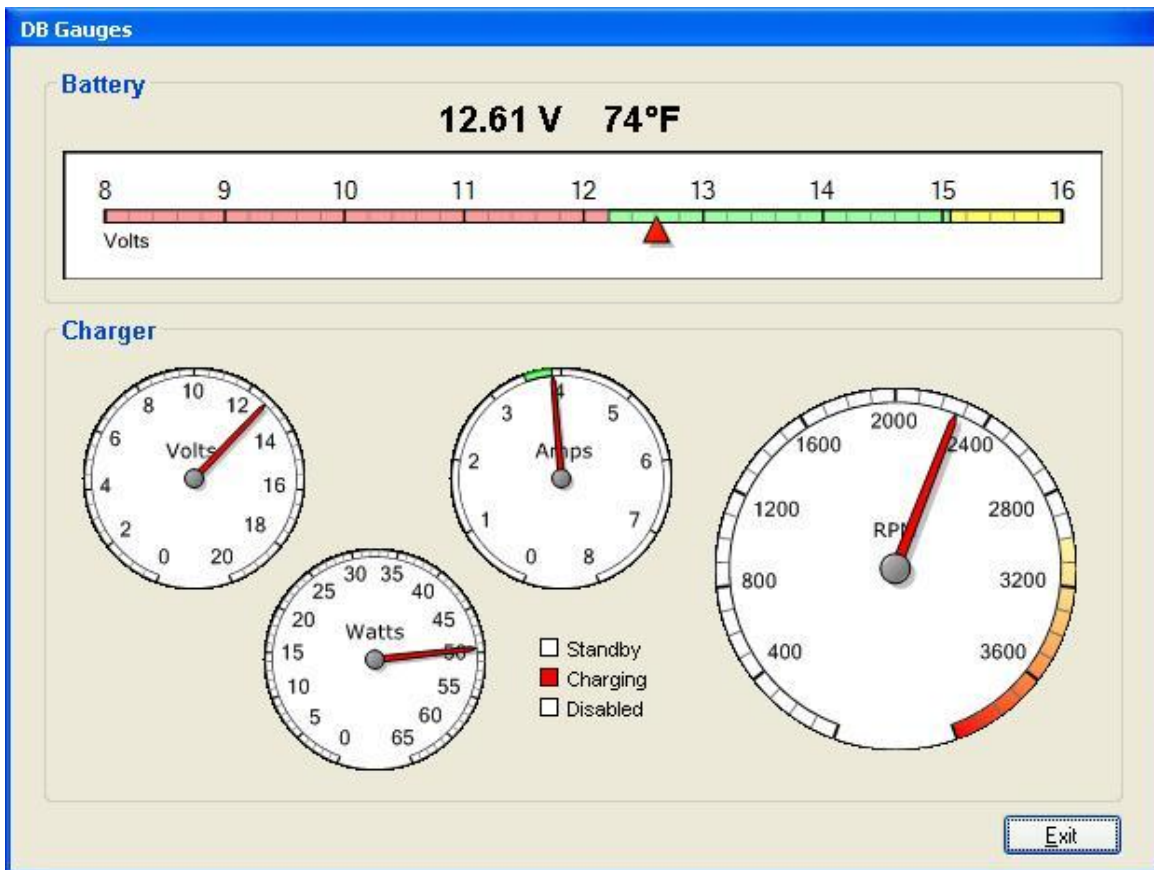 DB Gauges
Battery
12.61 V 74°F
8 9 10 11 12 13 14 15 16
Volts
Charger
0 2 4 6 8 10 12 14 16 18 20
Volts
0 1 2 3 4 5 6 7 8
Amps
0 5 10 15 20 25 30 35 40 45 50 55 60 65
Watts
400 800 1200 1600 2000 2400 2800 3200 3600
RPM
Standby
Charging
Disabled
Exit